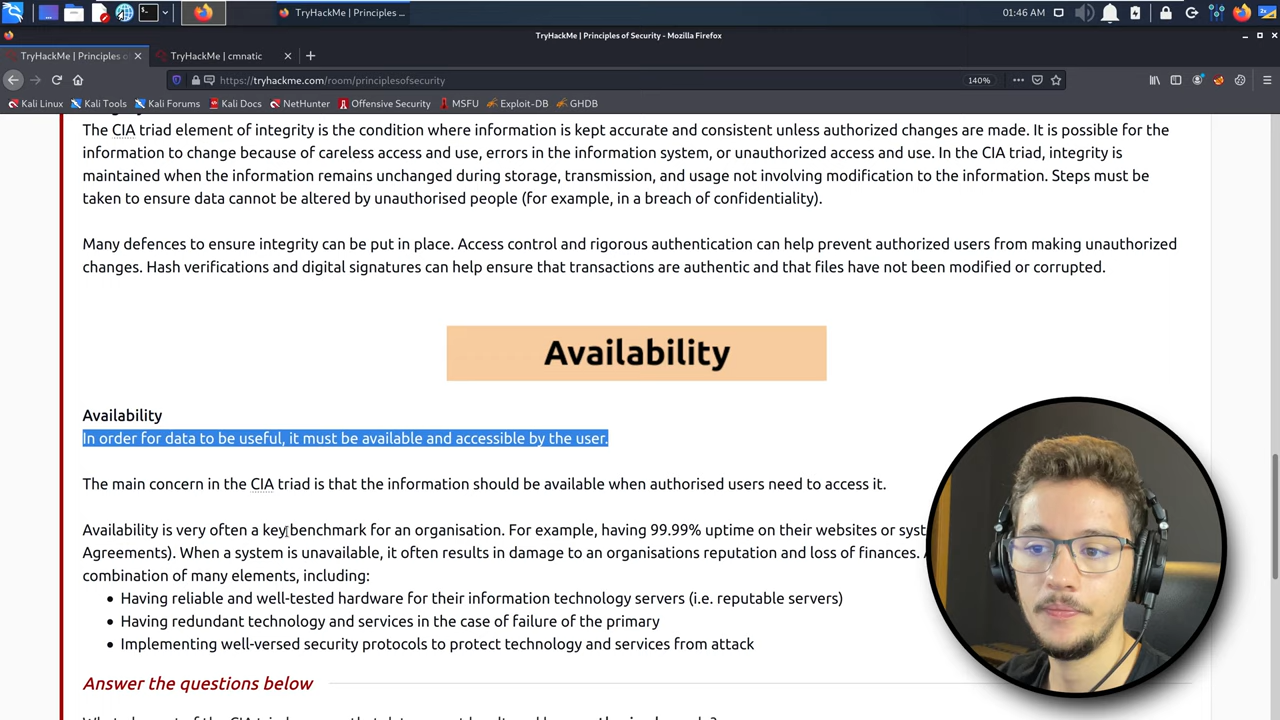 01:46 AM
TryHackMe | Principles ...
TryHackMe | Principles of Security - Mozilla Firefox
TryHackMe | Principles of
TryHackMe | cmnatic
https://tryhackme.com/room/principlesofsecurity
140%
Kali Linux Kali Tools Kali Forums Kali Docs NetHunter Offensive Security MSFU Exploit-DB GHDB
The CIA triad element of integrity is the condition where information is kept accurate and consistent unless authorized changes are made. It is possible for the
information to change because of careless access and use, errors in the information system, or unauthorized access and use. In the CIA triad, integrity is
maintained when the information remains unchanged during storage, transmission, and usage not involving modification to the information. Steps must be
taken to ensure data cannot be altered by unauthorised people (for example, in a breach of confidentiality).
Many defences to ensure integrity can be put in place. Access control and rigorous authentication can help prevent authorized users from making unauthorized
changes. Hash verifications and digital signatures can help ensure that transactions are authentic and that files have not been modified or corrupted.
Availability
Availability
In order for data to be useful, it must be available and accessible by the user.
The main concern in the CIA triad is that the information should be available when authorised users need to access it.
Availability is very often a key benchmark for an organisation. For example, having 99.99% uptime on their websites or syst
Agreements). When a system is unavailable, it often results in damage to an organisations reputation and loss of finances.
combination of many elements, including:
• Having reliable and well-tested hardware for their information technology servers (i.e. reputable servers)
• Having redundant technology and services in the case of failure of the primary
• Implementing well-versed security protocols to protect technology and services from attack
Answer the questions below